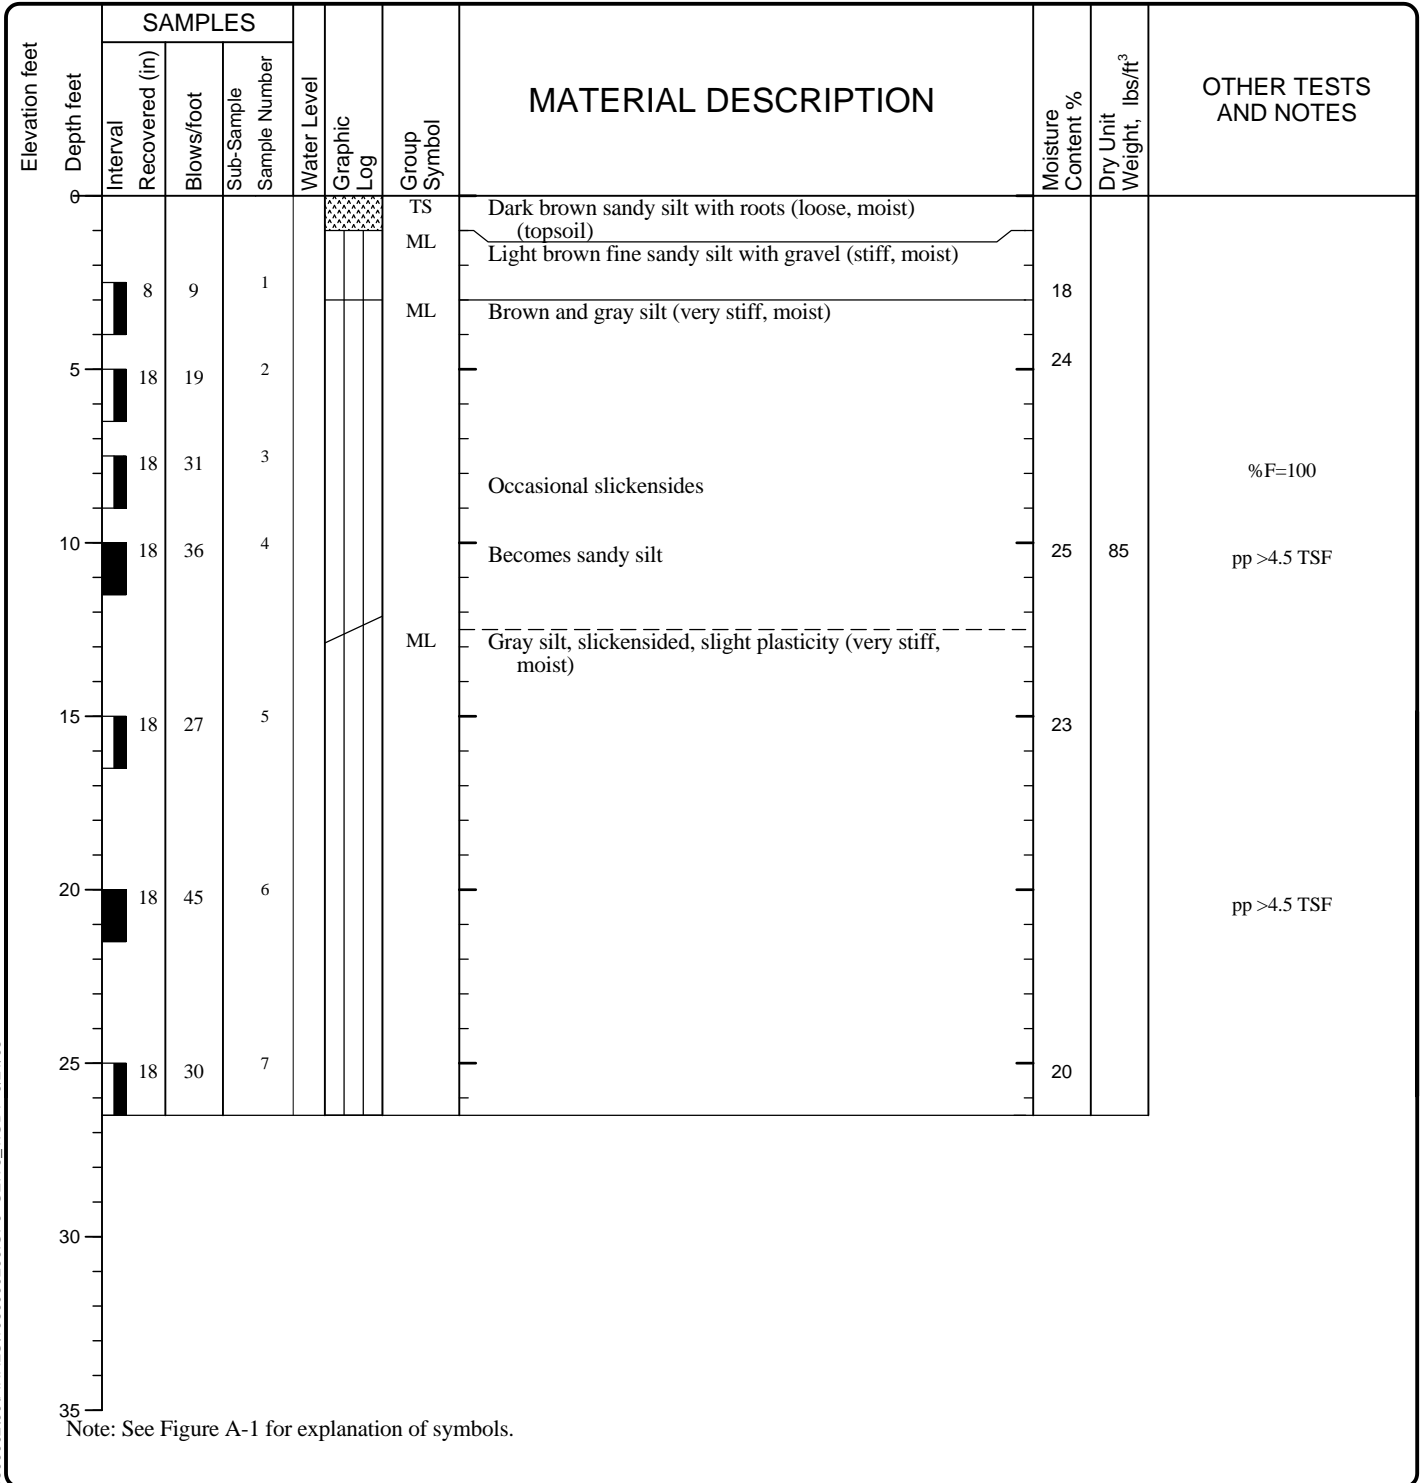 SAMPLES
Elevation feet
Depth feet
Interval
Recovered (in)
Blows/foot
Sub-Sample
Sample Number
Water Level
Graphic
Log
Group
Symbol
MATERIAL DESCRIPTION
Moisture
Content %
Dry Unit
Weight, lbs/ft³
OTHER TESTS
AND NOTES
0
TS Dark brown sandy silt with roots (loose, moist)
(topsoil)
ML
Light brown fine sandy silt with gravel (stiff, moist)
8 9 1 18
ML Brown and gray silt (very stiff, moist)
24
5 18 19 2
18 31 3 %F=100
Occasional slickensides
10 18 36 4 Becomes sandy silt 25 85 pp >4.5 TSF
ML Gray silt, slickensided, slight plasticity (very stiff,
moist)
15 18 27 5 23
20 18 45 6 pp >4.5 TSF
25 18 30 7 20
30
35
Note: See Figure A-1 for explanation of symbols.